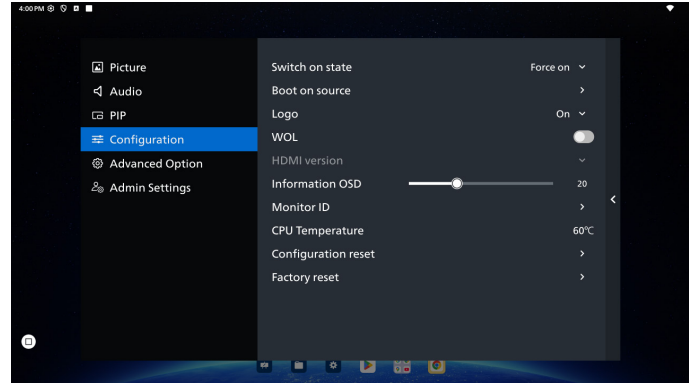 4:00 PM
Picture
Audio
PIP
Configuration
Advanced Option
Admin Settings
Switch on state Force on
Boot on source
Logo On
WOL
HDMI version
Information OSD 20
Monitor ID
CPU Temperature 60℃
Configuration reset
Factory reset